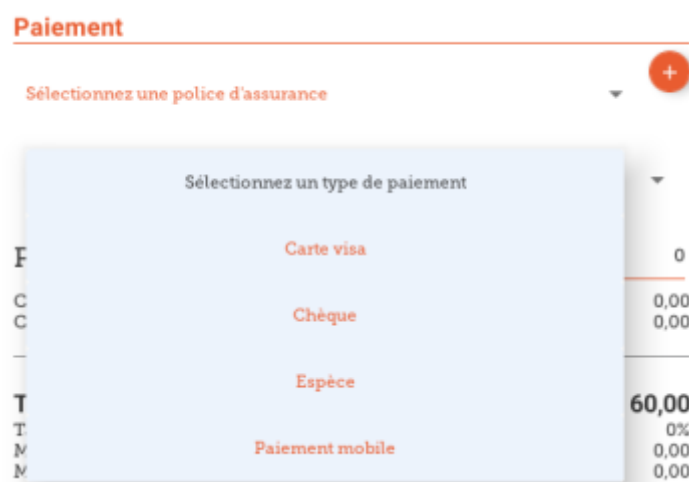 Paiement
+
Sélectionnez une police d'assurance
Sélectionnez un type de paiement
Carte visa
0
Chèque
0,00
0,00
Espèce
60,00
0%
Paiement mobile
0,00
0,00